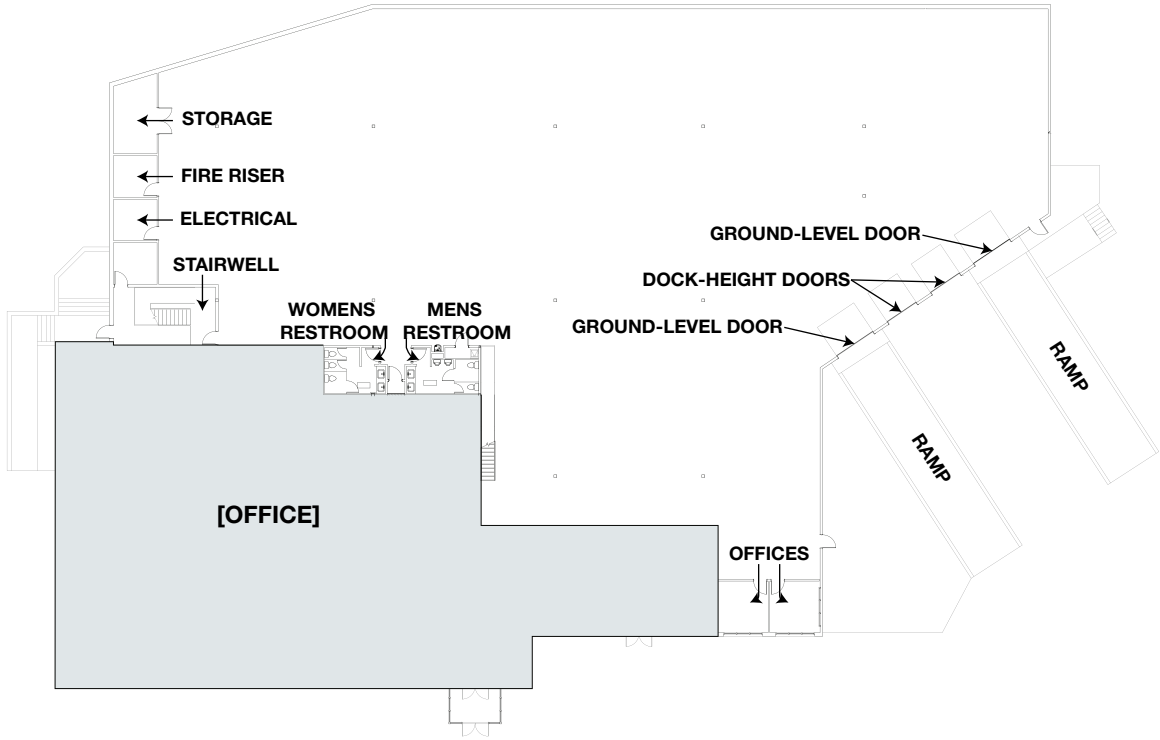 STORAGE
FIRE RISER
ELECTRICAL
STAIRWELL
WOMENS
RESTROOM
MENS
RESTROOM
GROUND-LEVEL DOOR
DOCK-HEIGHT DOORS
GROUND-LEVEL DOOR
RAMP
RAMP
[OFFICE]
OFFICES